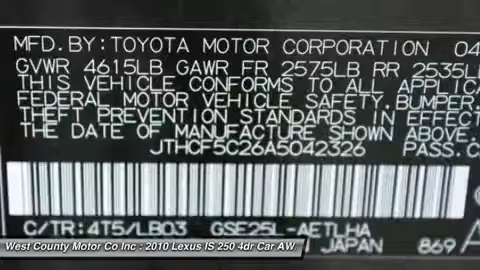 MFD.BY:TOYOTA MOTOR CORPORATION 04
GVWR 4615LB GAWR FR 2575LB RR 2535L
THIS VEHICLE CONFORMS TO ALL APPLICA
FEDERAL MOTOR VEHICLE SAFETY.BUMPER.
THEFT PREVENTION STANDARDS IN EFFECT
THE DATE OF MANUFACTURE SHOWN ABOVE.
JTHCF5C26A5042326 PASS.C
C/TR:4T5/LB03 GSE25L-AETLHA
JAPAN 869
West County Motor Co Inc : 2010 Lexus IS 250 4dr Car AW